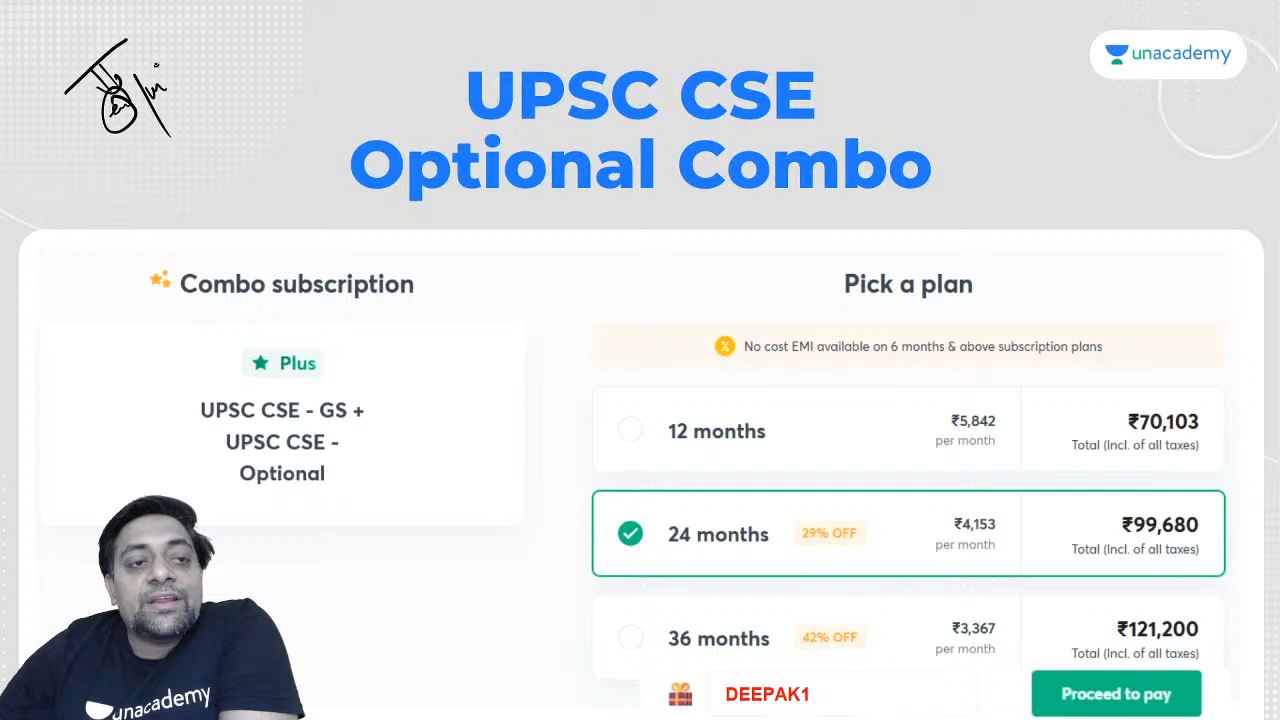 unacademy
UPSC CSE
Optional Combo
Combo subscription
Pick a plan
Plus
UPSC CSE - GS +
UPSC CSE -
Optional
No cost EMI available on 6 months & above subscription plans
12 months
₹5,842
per month
₹70,103
Total (Incl. of all taxes)
24 months
29% OFF
₹4,153
per month
₹99,680
Total (Incl. of all taxes)
36 months
42% OFF
₹3,367
per month
₹121,200
Total (Incl. of all taxes)
DEEPAK1
Proceed to pay
unacademy